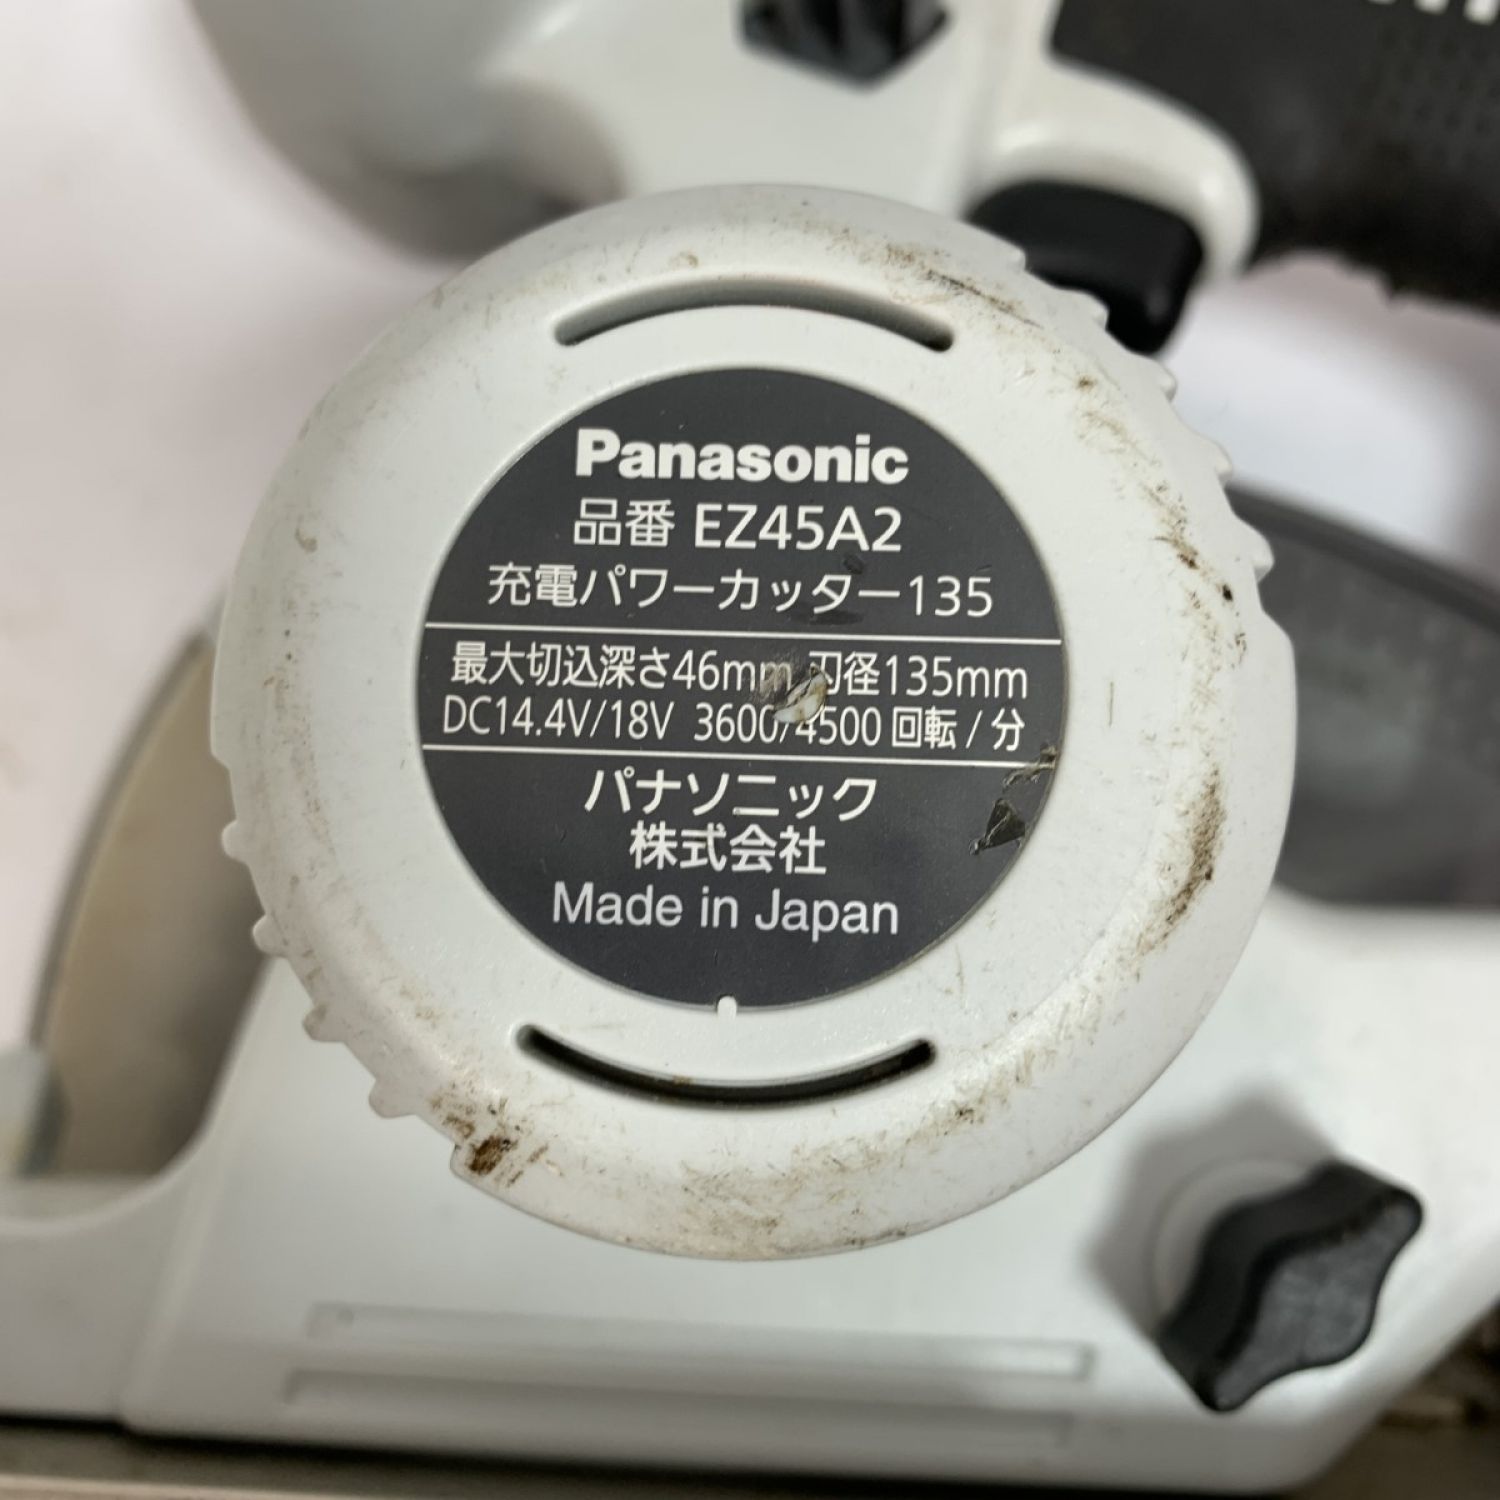 Panasonic
品番 EZ45A2
充電パワーカッター135
最大切込深さ46mm 刃径135mm
DC14.4V/18V 3600/4500 回転/分
パナソニック
株式会社
Made in Japan